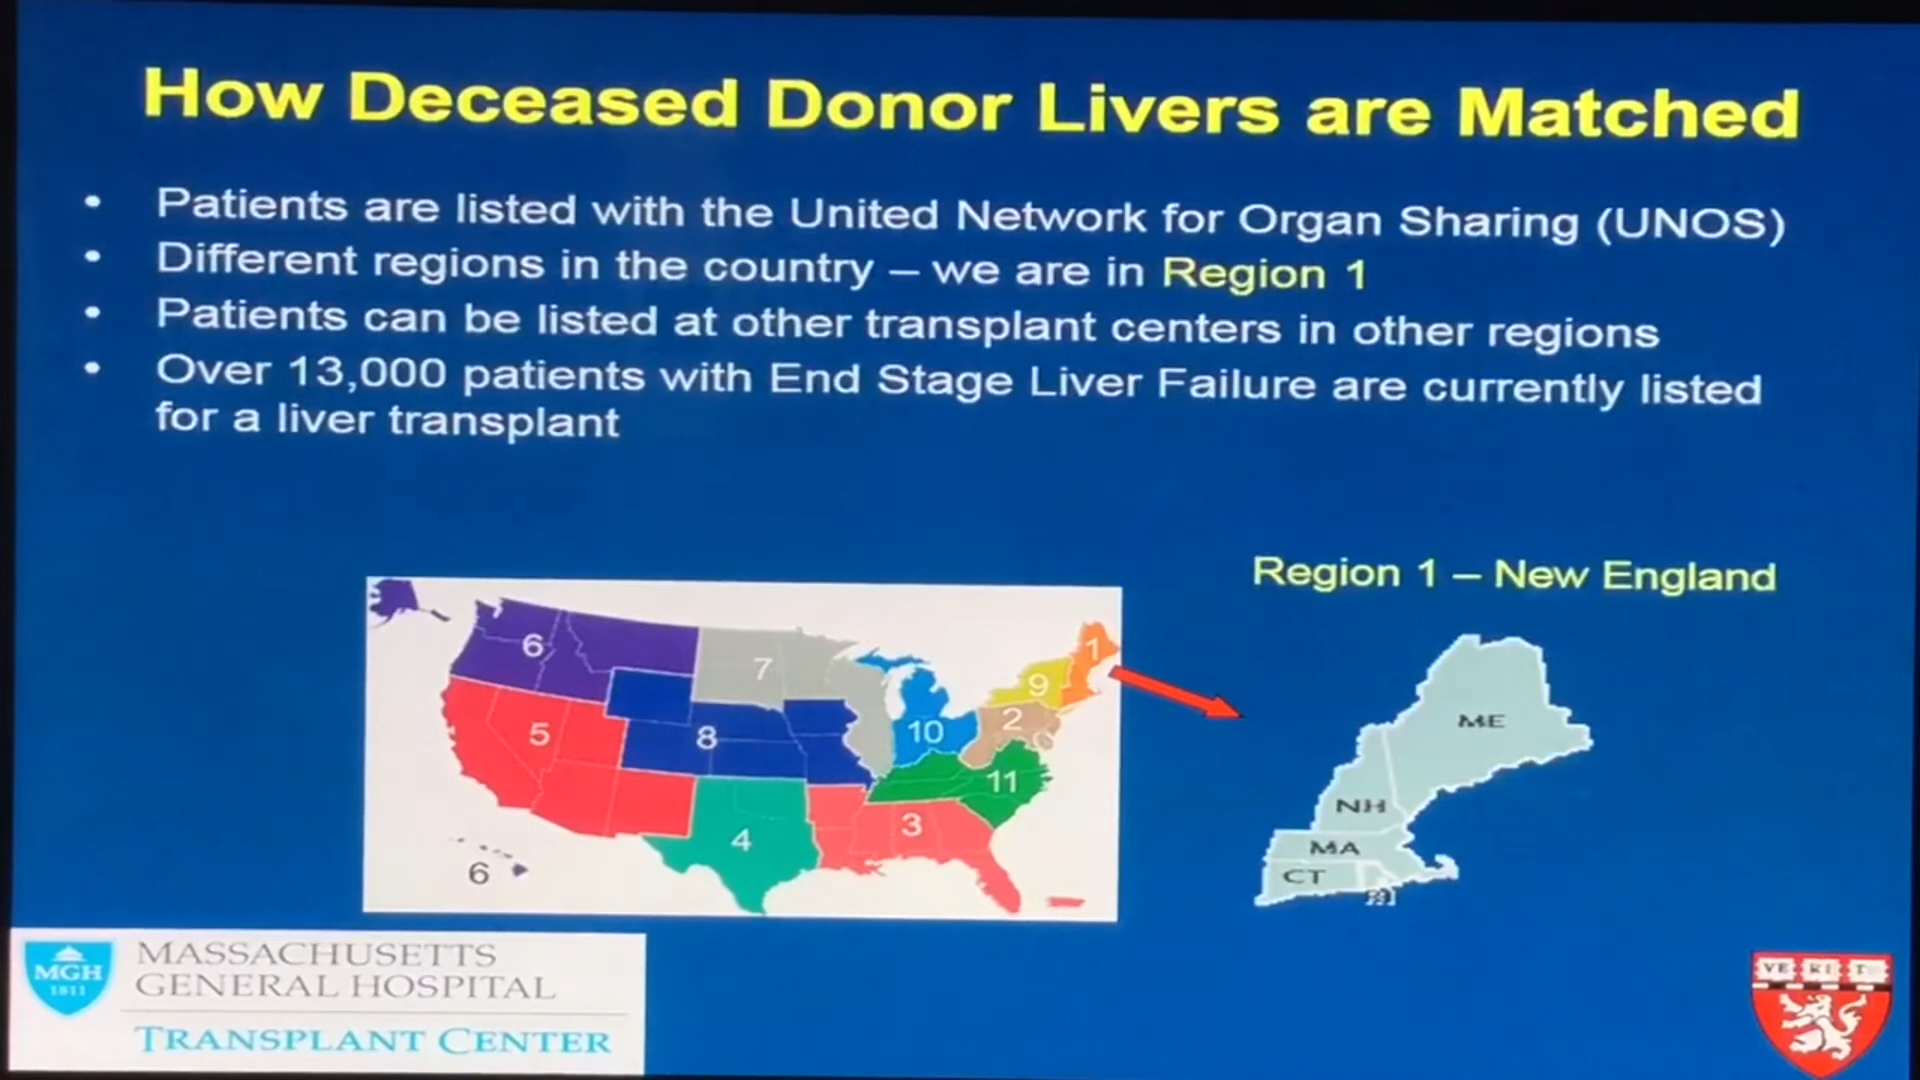 How Deceased Donor Livers are Matched
• Patients are listed with the United Network for Organ Sharing (UNOS)
• Different regions in the country – we are in Region 1
• Patients can be listed at other transplant centers in other regions
• Over 13,000 patients with End Stage Liver Failure are currently listed
for a liver transplant
Region 1 – New England
6
7
1
9
5
8
10
2
11
4
3
6
ME
NH
MA
CT
RI
MGH
1811
MASSACHUSETTS
GENERAL HOSPITAL
TRANSPLANT CENTER
VE RI T